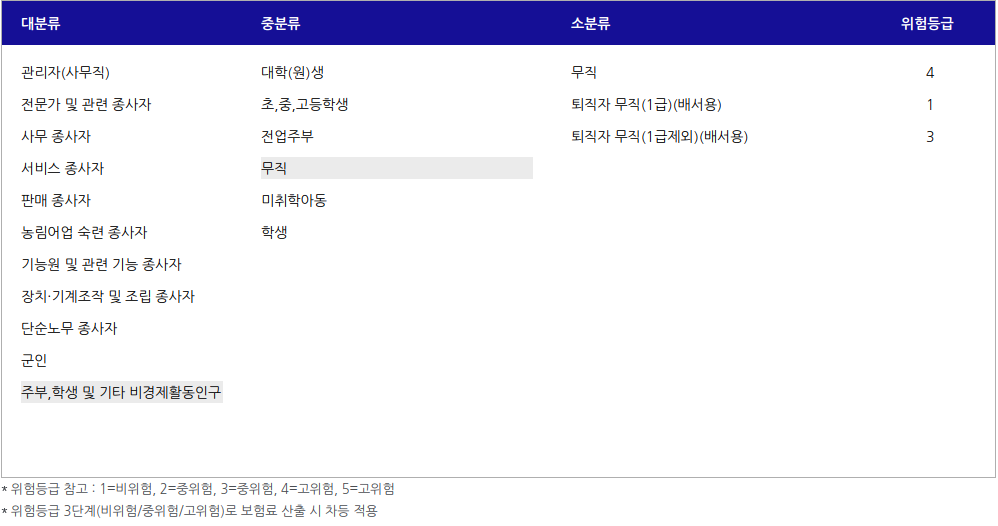 대분류 중분류 소분류 위험등급
관리자(사무직) 대학(원)생 무직 4
전문가 및 관련 종사자 초,중,고등학생 퇴직자 무직(1급)(배서용) 1
사무 종사자 전업주부 퇴직자 무직(1급제외)(배서용) 3
서비스 종사자 무직
판매 종사자 미취학아동
농림어업 숙련 종사자 학생
기능원 및 관련 기능 종사자
장치·기계조작 및 조립 종사자
단순노무 종사자
군인
주부,학생 및 기타 비경제활동인구
* 위험등급 참고 : 1=비위험, 2=중위험, 3=중위험, 4=고위험, 5=고위험
* 위험등급 3단계(비위험/중위험/고위험)로 보험료 산출 시 차등 적용